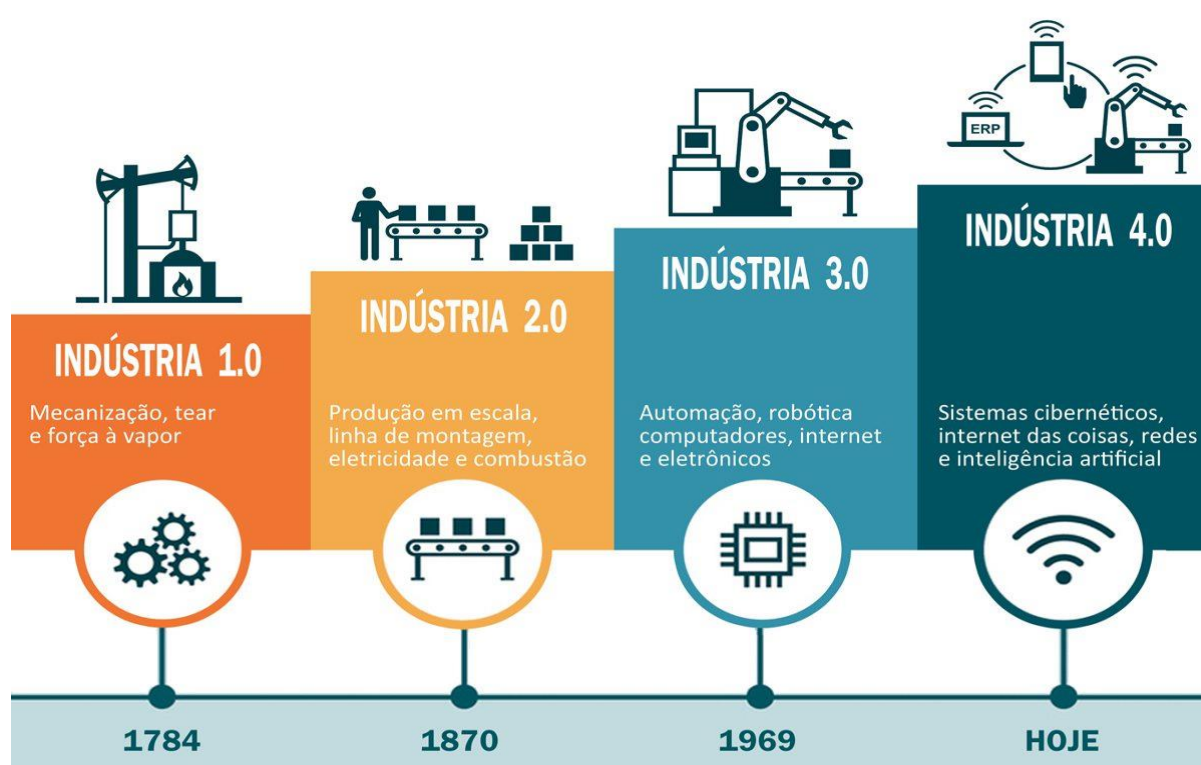 ERP
INDÚSTRIA 1.0
Mecanização, tear
e força à vapor
INDÚSTRIA 2.0
Produção em escala,
linha de montagem,
eletricidade e combustão
INDÚSTRIA 3.0
Automação, robótica
computadores, internet
e eletrônicos
INDÚSTRIA 4.0
Sistemas cibernéticos,
internet das coisas, redes
e inteligência artificial
1784
1870
1969
HOJE